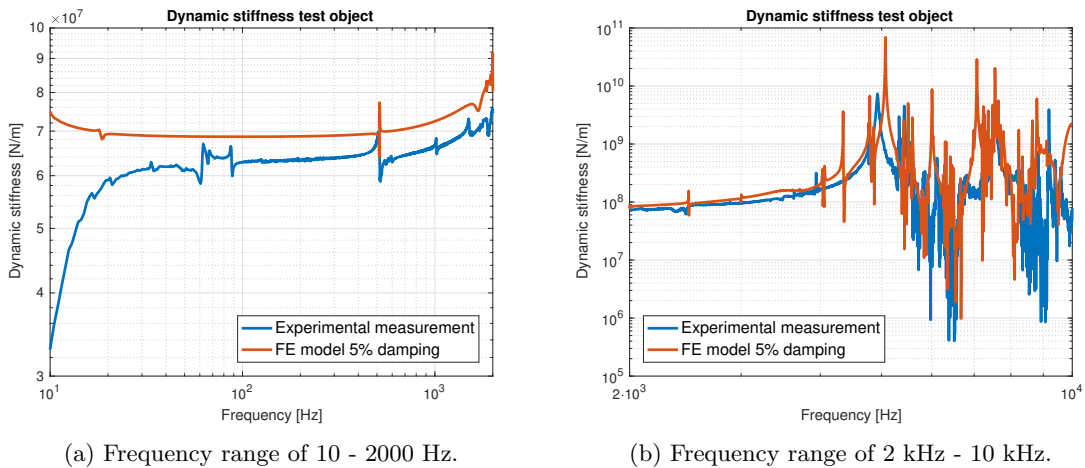 Dynamic stiffness test object
×10^7
10
9
8
7
6
5
4
3
Dynamic stiffness [N/m]
Experimental measurement
FE model 5% damping
10^1
10^2
10^3
Frequency [Hz]
(a) Frequency range of 10 - 2000 Hz.
Dynamic stiffness test object
10^11
10^10
10^9
10^8
10^7
10^6
10^5
Dynamic stiffness [N/m]
Experimental measurement
FE model 5% damping
2·10^3
10^4
Frequency [Hz]
(b) Frequency range of 2 kHz - 10 kHz.